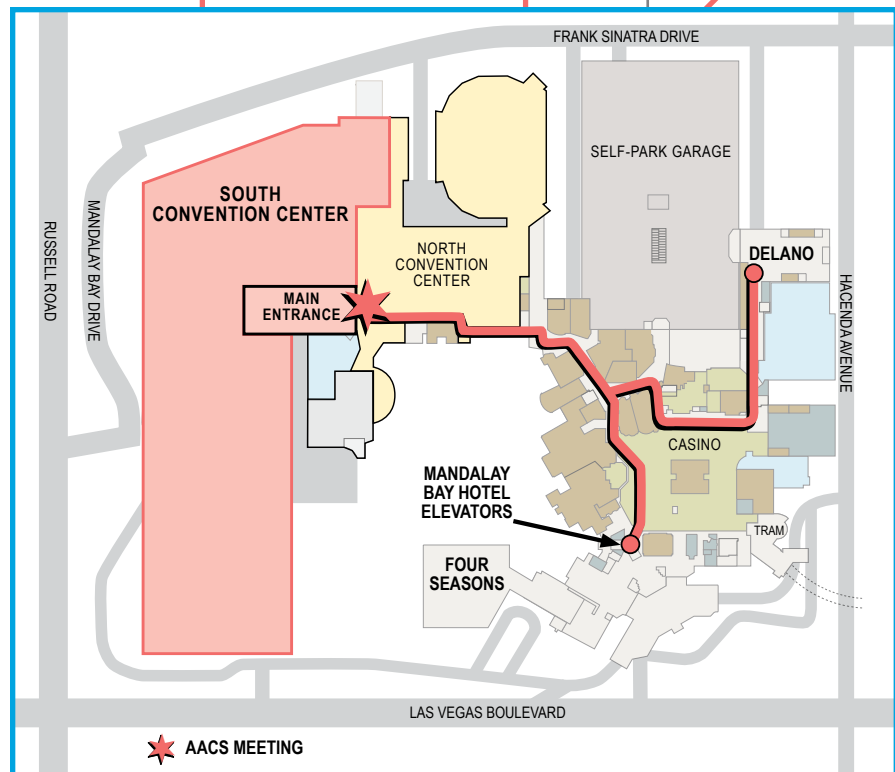 FRANK SINATRA DRIVE
SELF-PARK GARAGE
SOUTH
CONVENTION CENTER
MANDALAY BAY DRIVE
RUSSELL ROAD
NORTH
CONVENTION
CENTER
DELANO
MAIN
ENTRANCE
HACENDA AVENUE
CASINO
MANDALAY
BAY HOTEL
ELEVATORS
TRAM
FOUR
SEASONS
LAS VEGAS BOULEVARD
AACS MEETING